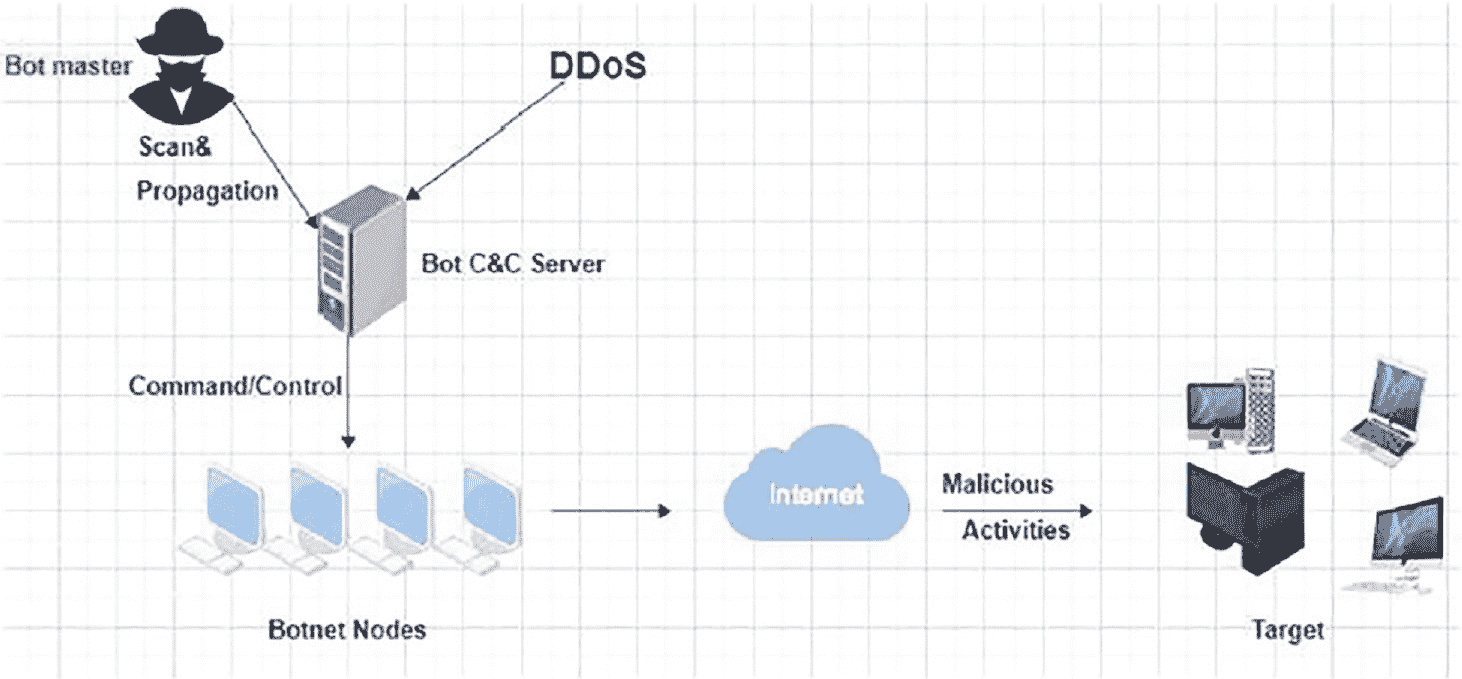 Bot master
DDoS
Scan&
Propagation
Bot C&C Server
Command/Control
Internet
Malicious
Activities
Botnet Nodes
Target